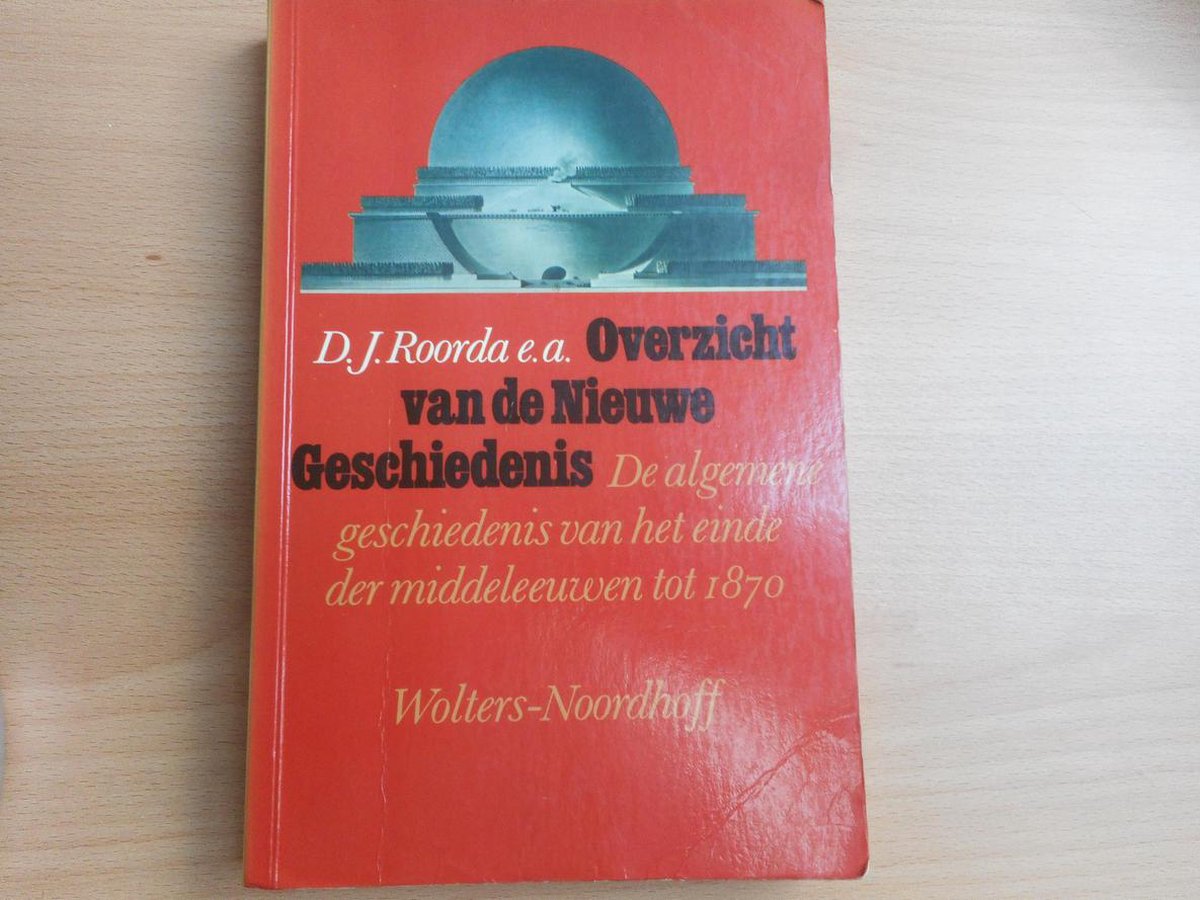 D. J. Roorda e. a. Overzicht
van de Nieuwe
Geschiedenis De algemene
geschiedenis van het einde
der middeleeuwen tot 1870
Wolters-Noordhoff